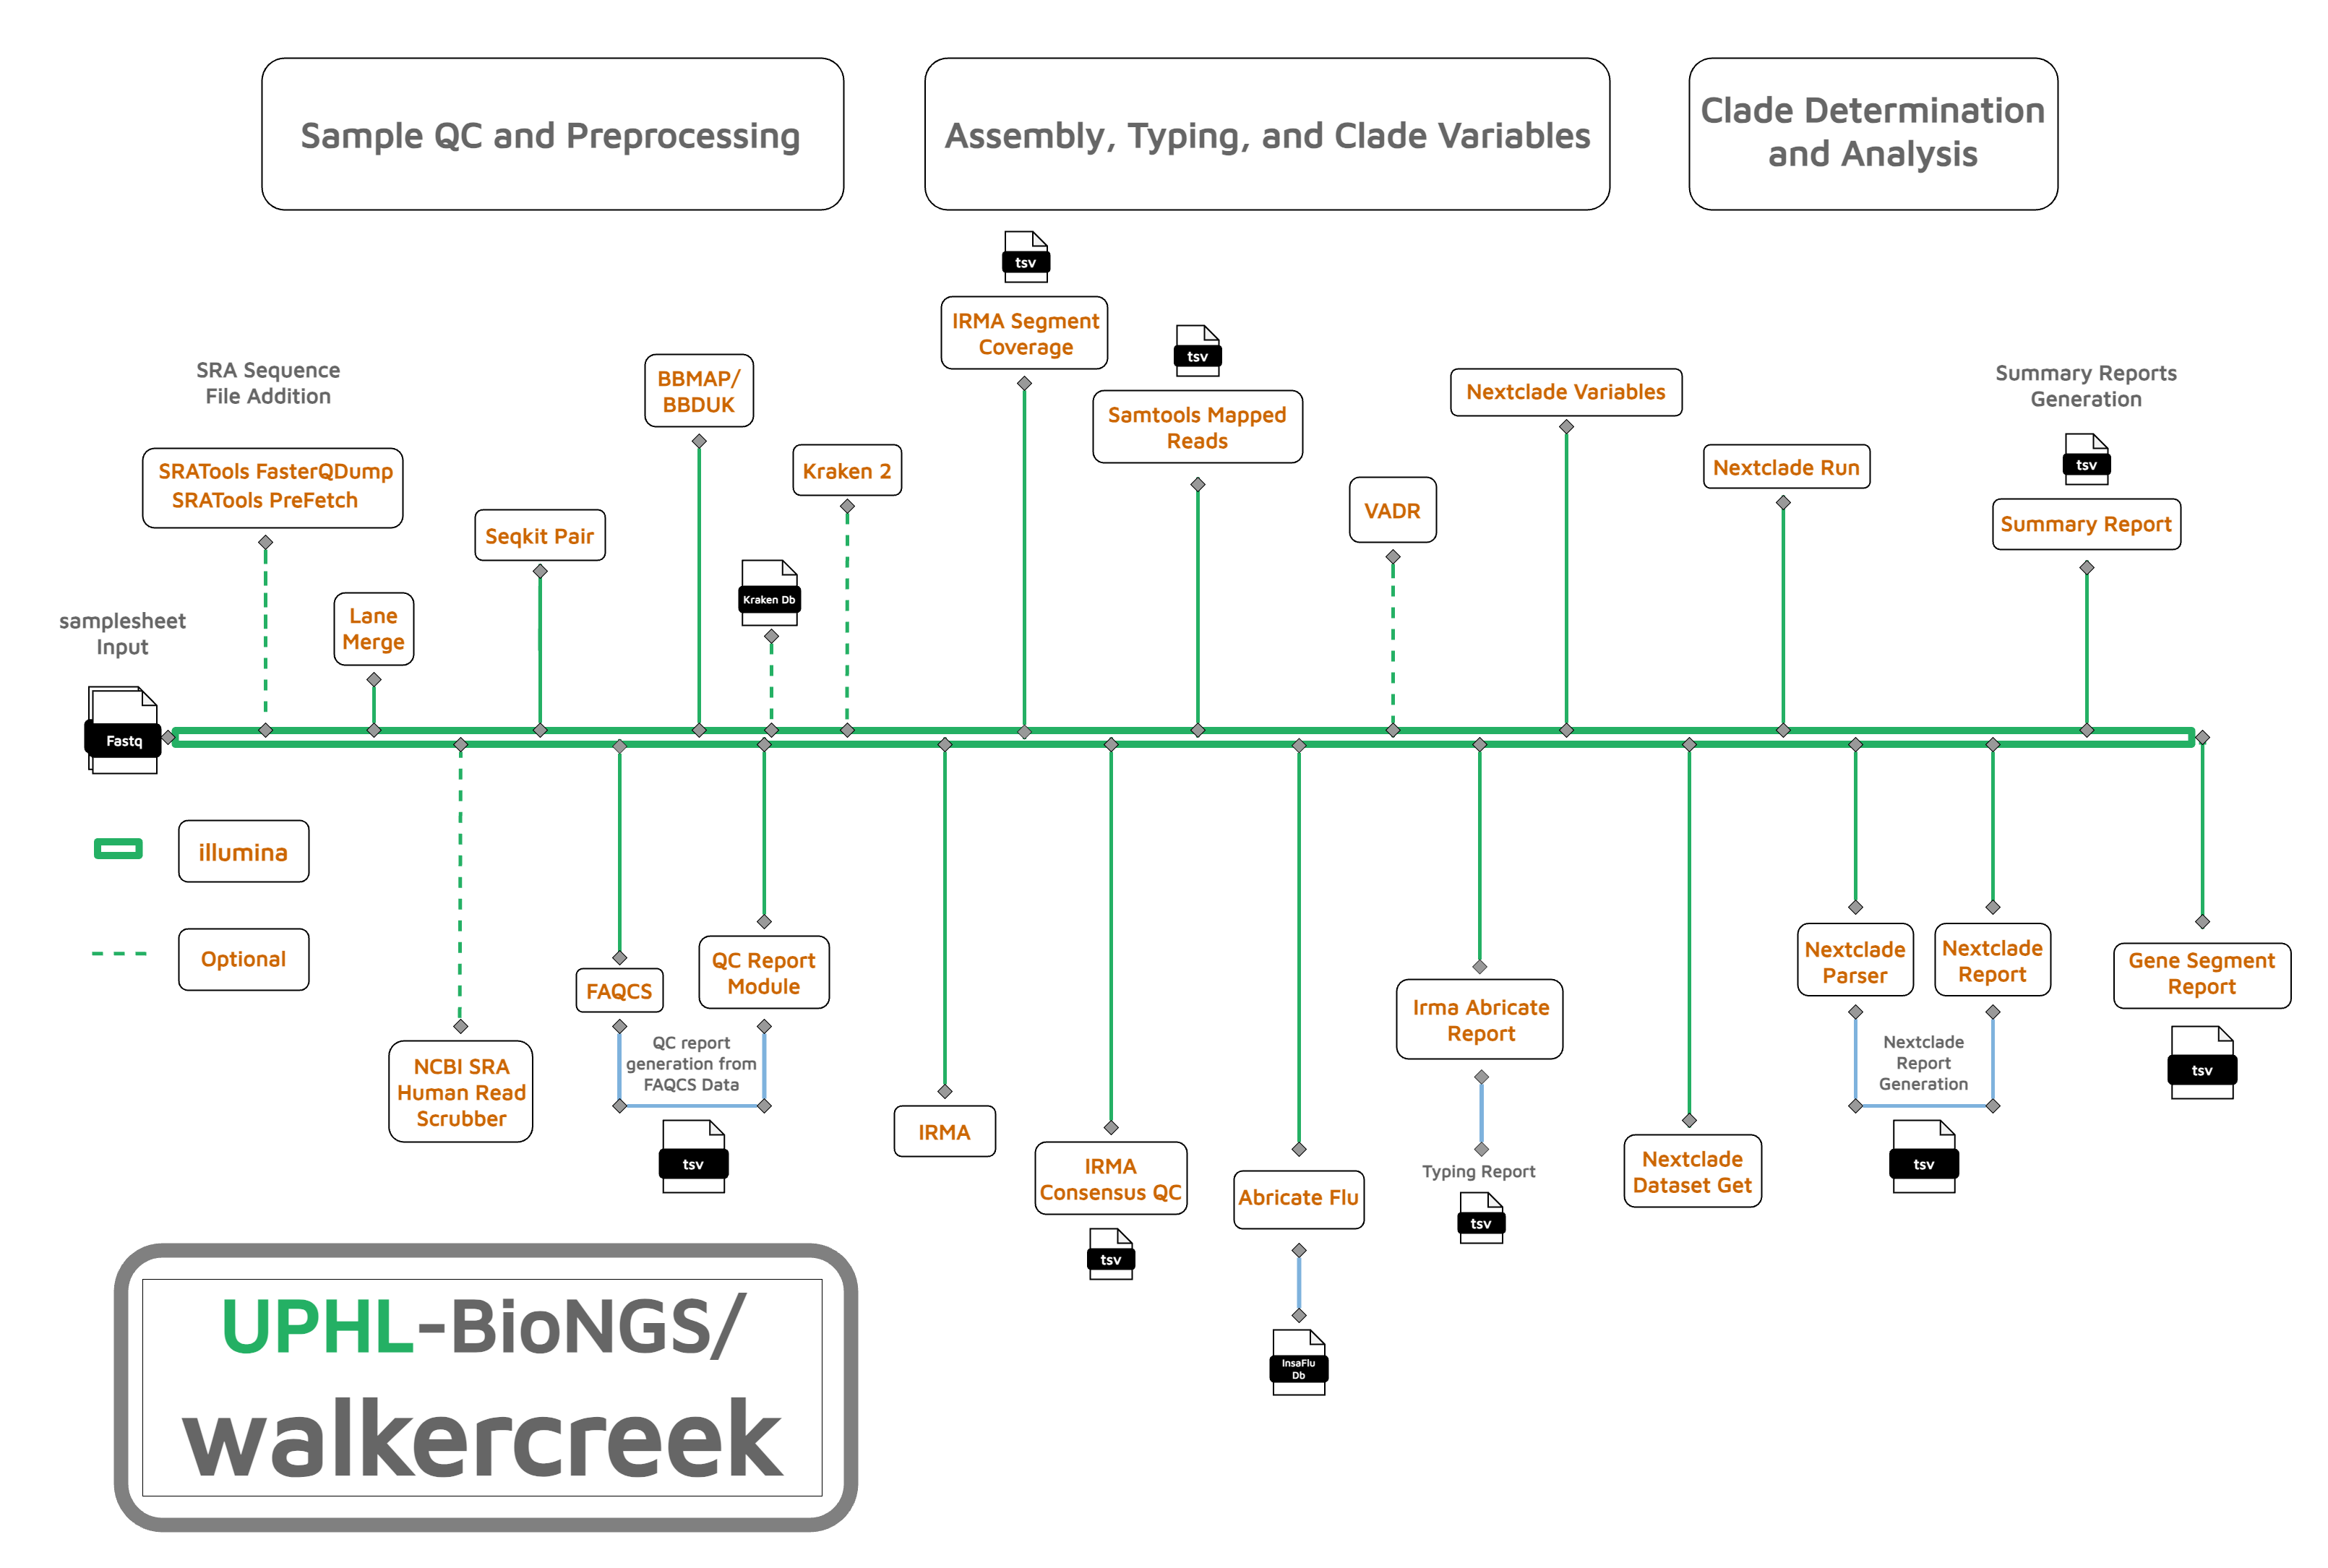 Sample QC and Preprocessing
Assembly, Typing, and Clade Variables
Clade Determination
and Analysis
tsv
IRMA Segment
Coverage
tsv
Samtools Mapped
Reads
SRA Sequence
File Addition
SRATools FasterQDump
SRATools PreFetch
BBMAP/
BBDUK
Kraken 2
Nextclade Variables
Summary Reports
Generation
tsv
Summary Report
Nextclade Run
VADR
Seqkit Pair
Kraken Db
Lane
Merge
samplesheet
Input
Fastq
illumina
Optional
NCBI SRA
Human Read
Scrubber
FAQCS
QC Report
Module
QC report
generation from
FAQCS Data
tsv
IRMA
IRMA
Consensus QC
tsv
Abricate Flu
InsaFlu
Db
Irma Abricate
Report
Typing Report
tsv
Nextclade
Dataset Get
Nextclade
Parser
Nextclade
Report
Nextclade
Report
Generation
tsv
Gene Segment
Report
tsv
UPHL-BioNGS/
walkercreek